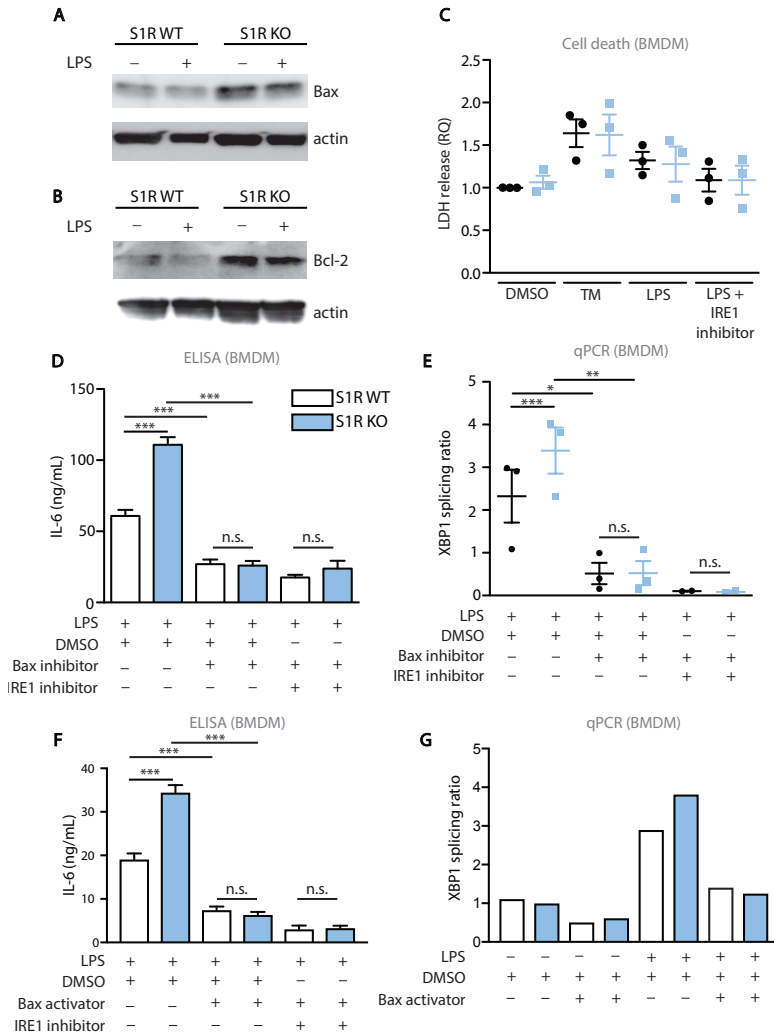 A
S1R WT S1R KO
LPS – + – +
Bax
actin
B
S1R WT S1R KO
LPS – + – +
Bcl-2
actin
C
Cell death (BMDM)
LDH release (RQ)
2.5
2.0
1.5
1.0
0.5
0.0
DMSO TM LPS LPS +
IRE1
inhibitor
D
ELISA (BMDM)
IL-6 (ng/mL)
150
100
50
0
*** ***
***
n.s. n.s.
S1R WT
S1R KO
LPS + + + + + +
DMSO + + + + – –
Bax inhibitor – – + + + +
IRE1 inhibitor – – – – + +
E
qPCR (BMDM)
XBP1 splicing ratio
5
4
3
2
1
0
**
*
***
n.s.
n.s.
LPS + + + + + +
DMSO + + + + – –
Bax inhibitor – – + + + +
IRE1 inhibitor – – – – + +
F
ELISA (BMDM)
IL-6 (ng/mL)
40
30
20
10
0
***
***
***
n.s. n.s.
LPS + + + + + +
DMSO + + + + – –
Bax activator – – + + + +
IRE1 inhibitor – – – – + +
G
qPCR (BMDM)
XBP1 splicing ratio
5
4
3
2
1
0
LPS – – – – + + + +
DMSO + + + + + + + +
Bax activator – – + + – – + +